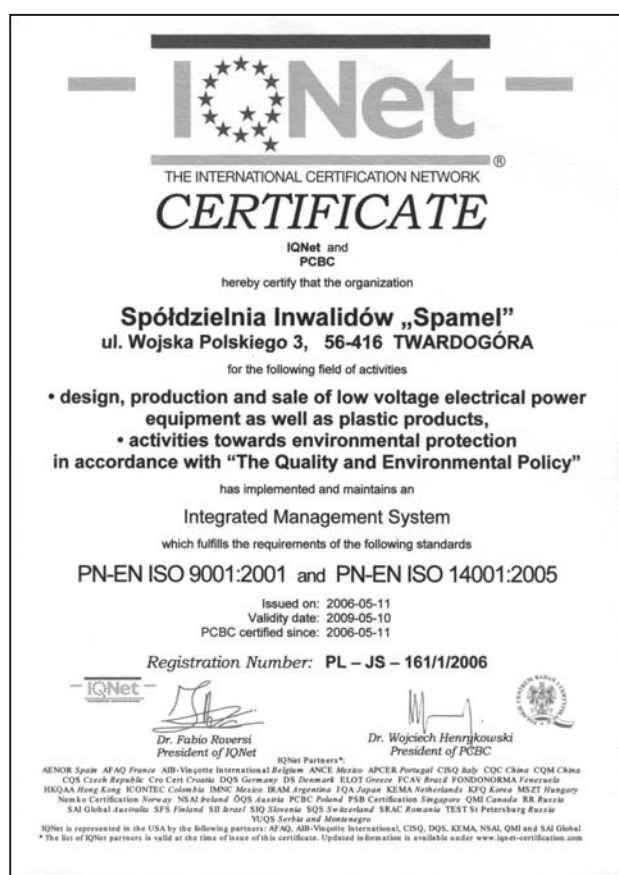 IQNet
®
THE INTERNATIONAL CERTIFICATION NETWORK
CERTIFICATE
IQNet and
PCBC
hereby certify that the organization
Spółdzielnia Inwalidów „Spamel”
ul. Wojska Polskiego 3, 56-416 TWARDOGÓRA
for the following field of activities
• design, production and sale of low voltage electrical power
equipment as well as plastic products,
• activities towards environmental protection
in accordance with “The Quality and Environmental Policy”
has implemented and maintains an
Integrated Management System
which fulfills the requirements of the following standards
PN-EN ISO 9001:2001 and PN-EN ISO 14001:2005
Issued on: 2006-05-11
Validity date: 2009-05-10
PCBC certified since: 2006-05-11
Registration Number: PL – JS – 161/1/2006
IQNet
Dr. Fabio Roversi
President of IQNet
Dr. Wojciech Henrykowski
President of PCBC
IQNet Partners*:
AENOR Spain AFAQ France AIB-Vinçotte International Belgium ANCE Mexico APCER Portugal CISQ Italy CQC China CQM China
CQS Czech Republic Cro Cert Croatia DQS Germany DS Denmark ELOT Greece FCAV Brazil FONDONORMA Venezuela
HKQAA Hong Kong ICONTEC Colombia IMNC Mexico IRAM Argentina JQA Japan KEMA Netherlands KFQ Korea MSZT Hungary
Nemko Certification Norway NSAI Ireland ÖQS Austria PCBC Poland PSB Certification Singapore QMI Canada RR Russia
SAI Global Australia SFS Finland SII Israel SIQ Slovenia SQS Switzerland SRAC Romania TEST St Petersburg Russia
YUQS Serbia and Montenegro
IQNet is represented in the USA by the following partners: AFAQ, AIB-Vinçotte International, CISQ, DQS, KEMA, NSAI, QMI and SAI Global
* The list of IQNet partners is valid at the time of issue of this certificate. Updated information is available under www.iqnet-certification.com